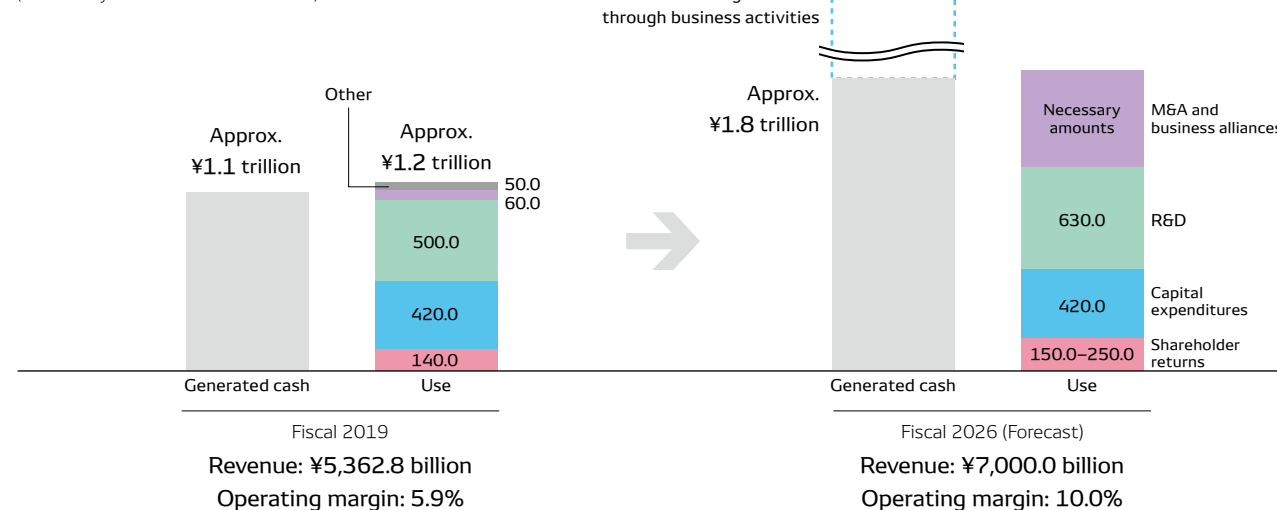 through business activities
Other
Approx.
¥1.1 trillion
Approx.
¥1.2 trillion
50.0
60.0
500.0
420.0
140.0
Generated cash
Use
Fiscal 2019
Revenue: ¥5,362.8 billion
Operating margin: 5.9%
Approx.
¥1.8 trillion
Necessary
amounts
M&A and
business alliances
630.0
R&D
420.0
Capital
expenditures
150.0–250.0
Shareholder
returns
Generated cash
Use
Fiscal 2026 (Forecast)
Revenue: ¥7,000.0 billion
Operating margin: 10.0%